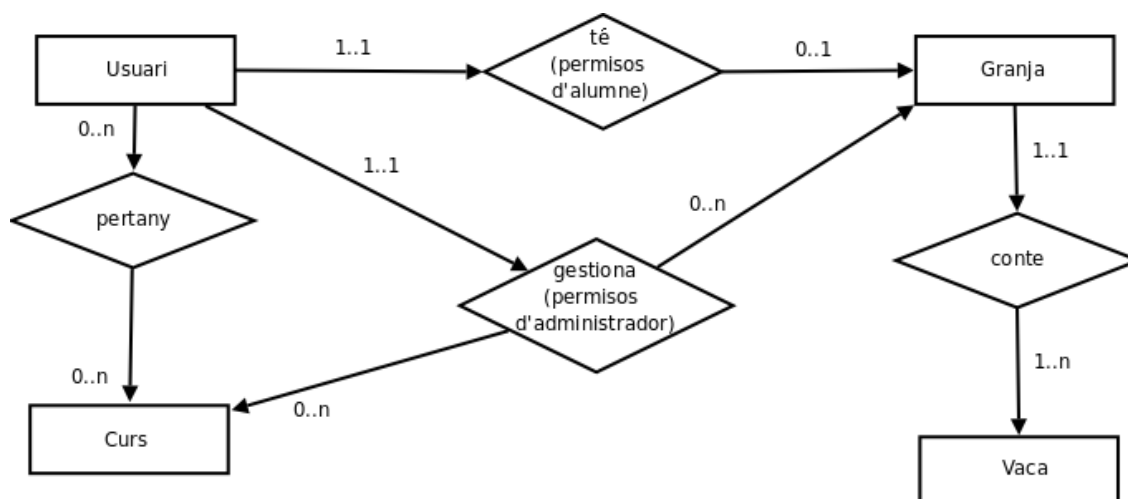 Usuari
1..1
tê
(permisos
d'alumne)
0..1
Granja
0..n
1..1
1..1
pertany
0..n
gestiona
(permisos
d'administrador)
conte
0..n
0..n
1..n
Curs
Vaca